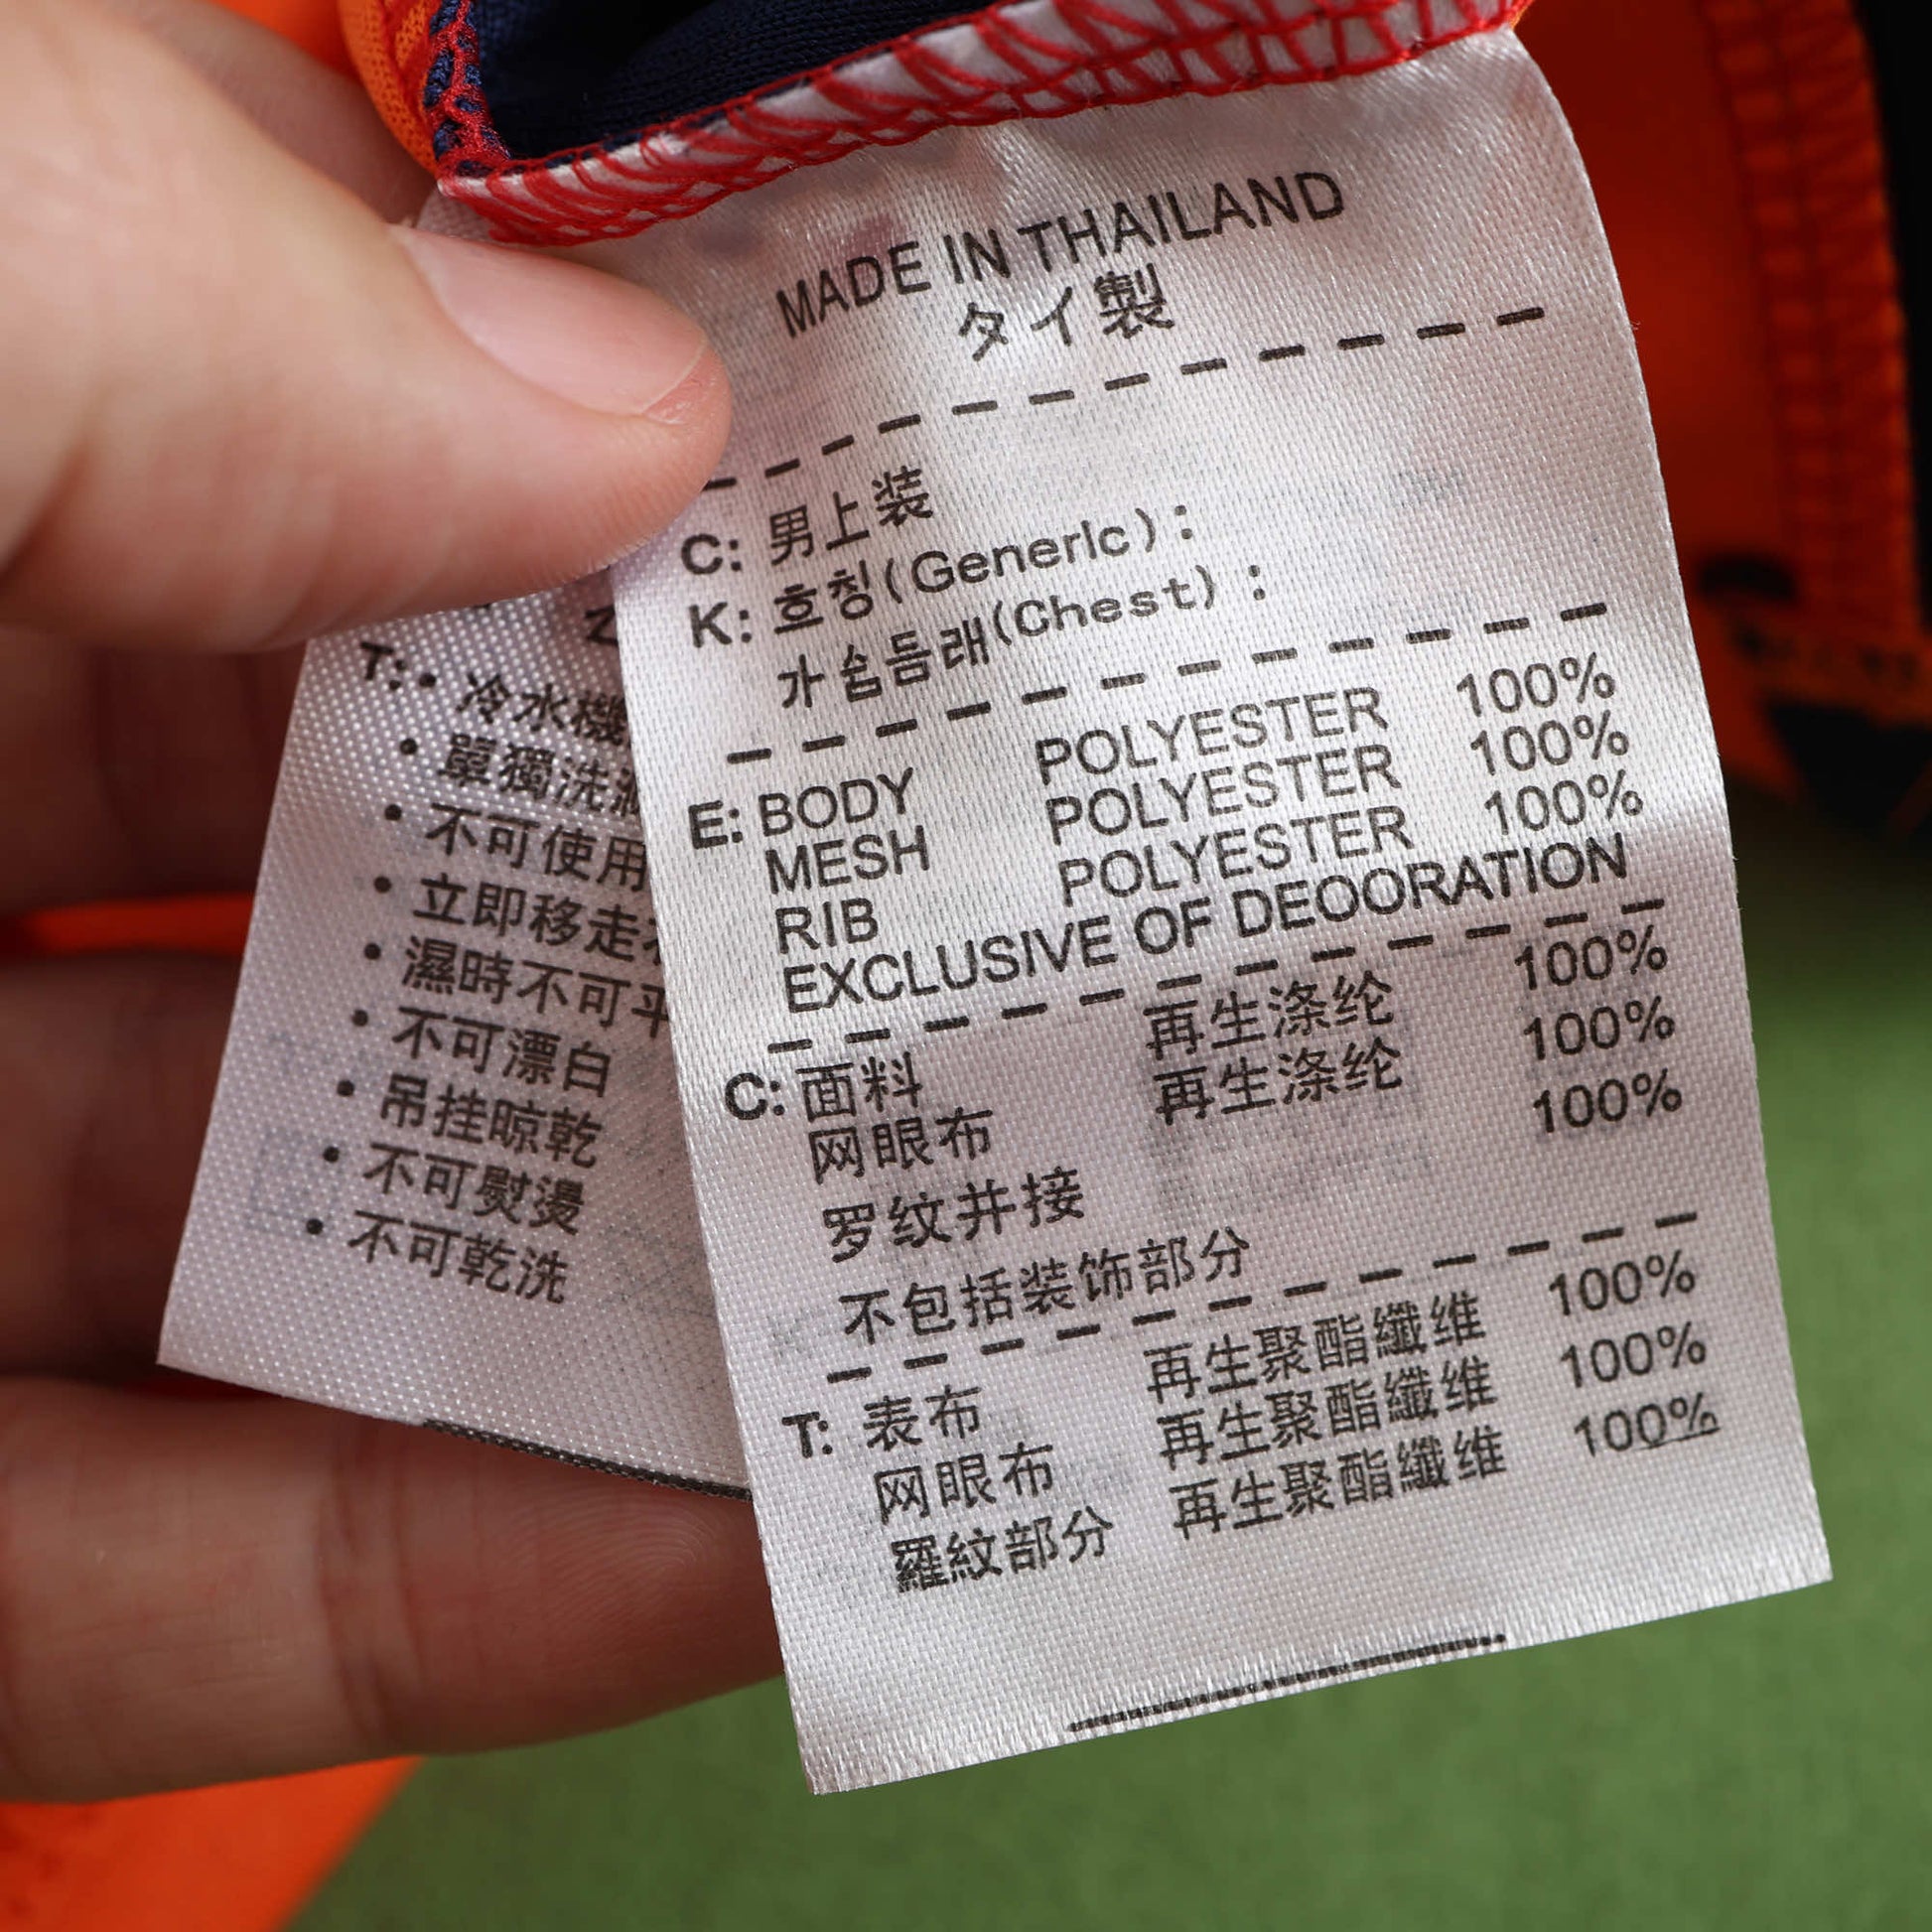 MADE IN THAILAND
タイ製
C: 男上装
K: 호칭(GenerIc):
가슴듬래(Chest):
E: BODY POLYESTER 100%
MESH POLYESTER 100%
RIB POLYESTER 100%
EXCLUSIVE OF DEOORATION
C: 面料 再生涤纶 100%
网眼布 再生涤纶 100%
罗纹并接 100%
不包括装饰部分
T: 表布 再生聚酯纖维 100%
网眼布 再生聚酯纖维 100%
羅紋部分 再生聚酯纖维 100%
T: • 冷水機
• 單獨洗
• 不可使用
• 立即移走
• 濕時不可平
• 不可漂白
• 吊挂晾乾
• 不可熨燙
• 不可乾洗